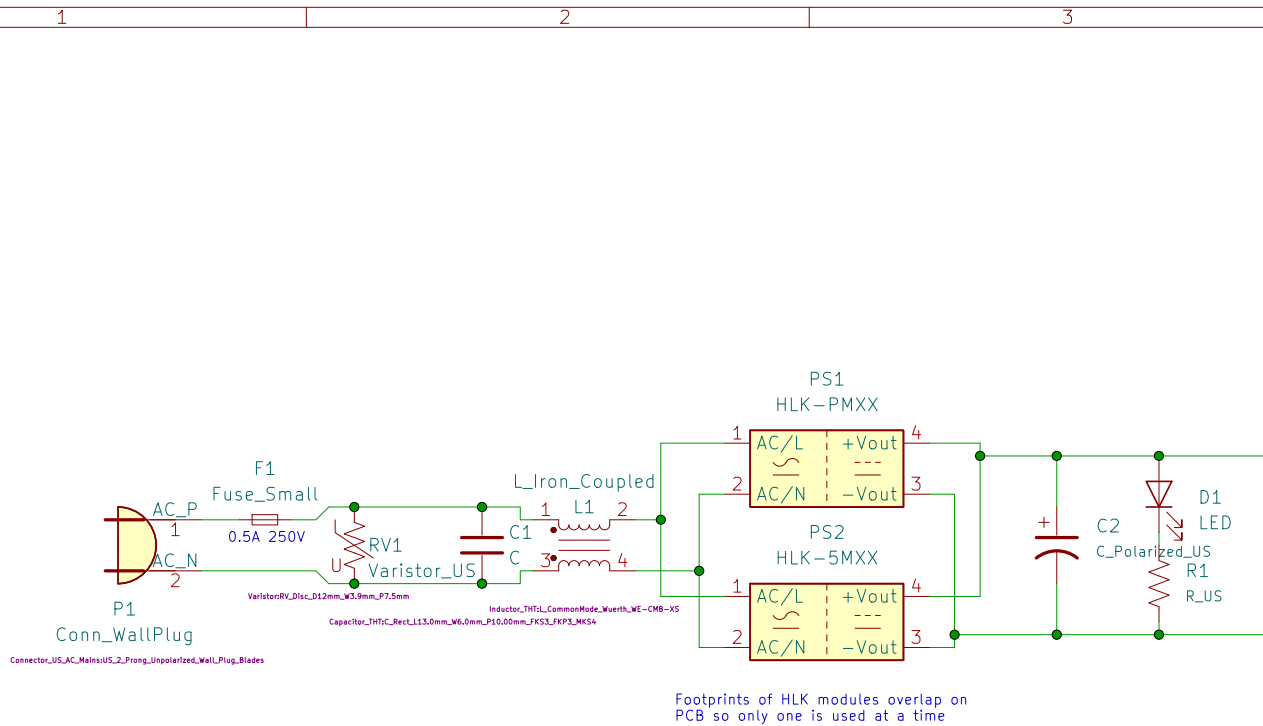 1
2
3
PS1
HLK-PMXX
1
AC/L
+Vout
4
2
AC/N
-Vout
3
F1
Fuse_Small
0.5A 250V
L_Iron_Coupled
L1
1
2
3
4
AC_P
1
AC_N
2
P1
Conn_WallPlug
Connector_US_AC_Mains:US_2_Prong_Unpolarized_Wall_Plug_Blades
RV1
U
Varistor_US
Varistor:RV_Disc_D12mm_W3.9mm_P7.5mm
C1
C
Capacitor_THT:C_Rect_L13.0mm_W6.0mm_P10.00mm_FKS3_FKP3_MKS4
Inductor_THT:L_CommonMode_Wuerth_WE-CMB-XS
PS2
HLK-5MXX
1
AC/L
+Vout
4
2
AC/N
-Vout
3
+
C2
C_Polarized_US
D1
LED
R1
R_US
Footprints of HLK modules overlap on
PCB so only one is used at a time